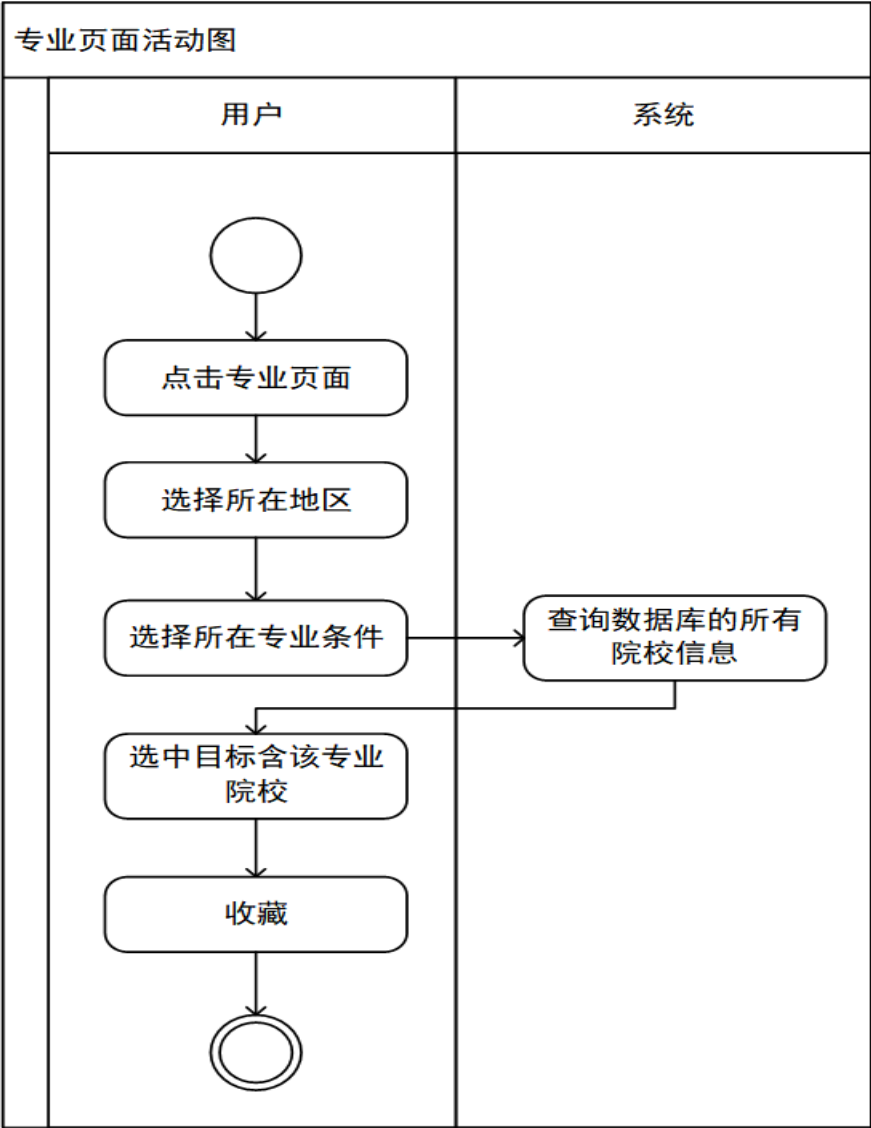 专业页面活动图
用户
系统
点击专业页面
选择所在地区
选择所在专业条件
查询数据库的所有
院校信息
选中目标含该专业
院校
收藏